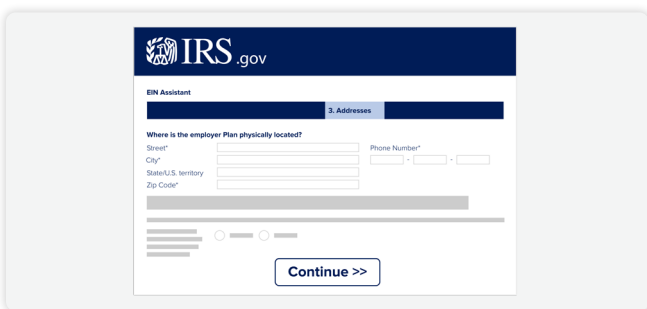 IRS.gov
EIN Assistant
3. Addresses
Where is the employer Plan physically located?
Street*
Phone Number*
City*
- -
State/U.S. territory
Zip Code*
Continue >>